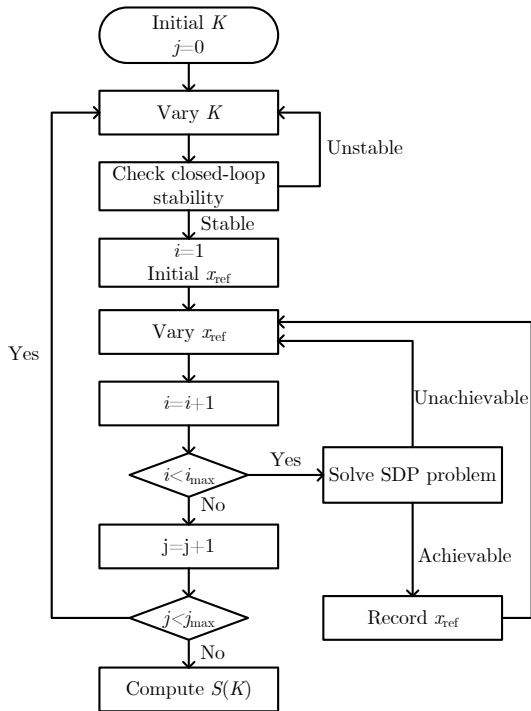 Initial K
j=0
Vary K
Unstable
Check closed-loop
stability
Stable
i=1
Initial x_ref
Vary x_ref
Yes
Unachievable
i=i+1
i<i_max
Yes
Solve SDP problem
No
j=j+1
Achievable
j<j_max
Record x_ref
No
Compute S(K)